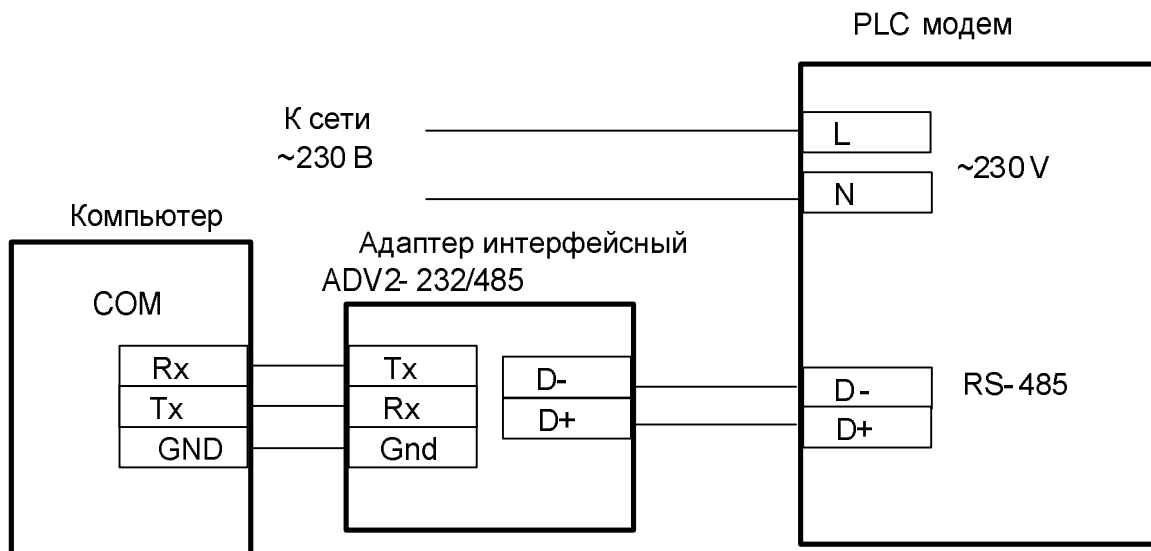 PLC модем
К сети
~230 В
L
N
~230 V
Компьютер
COM
Rx
Tx
GND
Адаптер интерфейсный
ADV2- 232/485
Tx
Rx
Gnd
D-
D+
D-
D+
RS-485